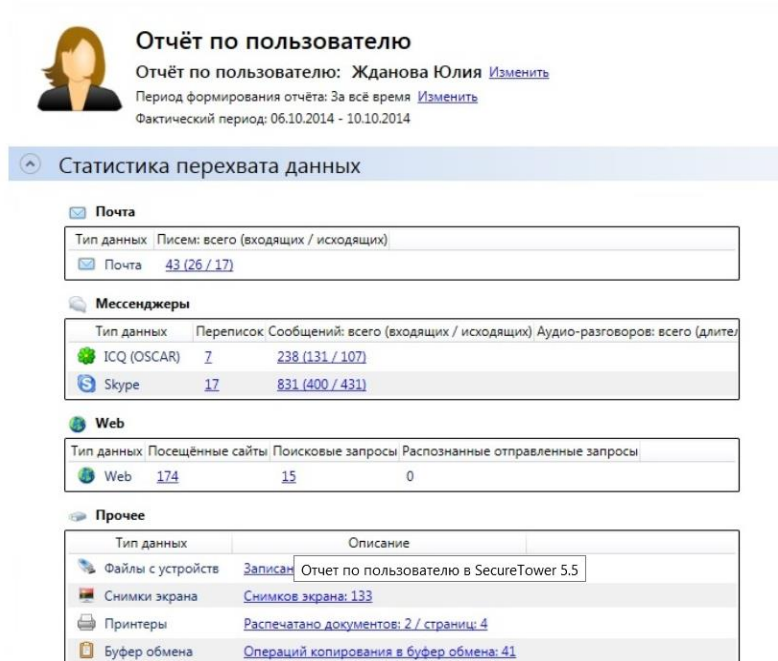 Отчёт по пользователю
Отчёт по пользователю: Жданова Юлия Изменить
Период формирования отчёта: За всё время Изменить
Фактический период: 06.10.2014 - 10.10.2014
Статистика перехвата данных
Почта
Тип данных Писем: всего (входящих / исходящих)
Почта 43 (26 / 17)
Мессенджеры
Тип данных Переписок Сообщений: всего (входящих / исходящих) Аудио-разговоров: всего
ICQ (OSCAR) 7 238 (131 / 107)
Skype 17 831 (400 / 431)
Web
Тип данных Посещённые сайты Поисковые запросы Распознанные отправленные запросы
Web 174 15 0
Прочее
Тип данных Описание
Файлы с устройств
Отчет по пользователю в SecureTower 5.5
Снимки экрана Снимков экрана: 133
Принтеры Распечатано документов: 2 / страниц: 4
Буфер обмена Операций копирования в буфер обмена: 41